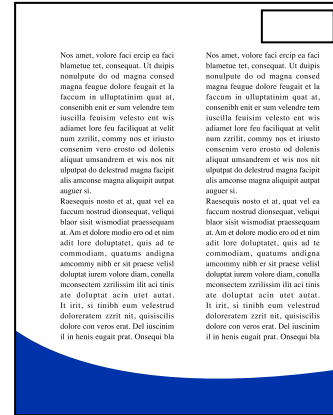 Nos amet, volore faci ercip ea faci
blametue tet, consequat. Ut duipis
nonulpute do od magna consed
magna feugue dolore feugait et la
faccum in ulluptatinim quat at,
consenibh enit er sum velendre tem
iuscilla feuisim velesto ent wis
adiamet lore feu faciliquat at velit
num zzrilit, commy nos et iriusto
consenim vero erosto od dolenis
aliquat umsandrem et wis nos nit
ulputpat do delestrud magna facipit
alis amconse magna aliquipit autpat
auguer si.
Raesequis nosto et at, quat vel ea
faccum nostrud dionsequat, veliqui
blaor sisit wismodiat praessequam
at. Am et dolore modio ero od et nim
adit lore doluptatet, quis ad te
commodiam, quatums andigna
amcommy nibh er sit praese velisl
doluptat iurem volore diam, conulla
mconsectem zzrilissim ilit aci tinis
ate doluptat acin utet autat.
It irit, si tinibh eum velestrud
doloreratem zzrit nit, quisiscilis
dolore con veros erat. Del iuscinim
il in henis eugait prat. Onsequi bla
Nos amet, volore faci ercip ea faci
blametue tet, consequat. Ut duipis
nonulpute do od magna consed
magna feugue dolore feugait et la
faccum in ulluptatinim quat at,
consenibh enit er sum velendre tem
iuscilla feuisim velesto ent wis
adiamet lore feu faciliquat at velit
num zzrilit, commy nos et iriusto
consenim vero erosto od dolenis
aliquat umsandrem et wis nos nit
ulputpat do delestrud magna facipit
alis amconse magna aliquipit autpat
auguer si.
Raesequis nosto et at, quat vel ea
faccum nostrud dionsequat, veliqui
blaor sisit wismodiat praessequam
at. Am et dolore modio ero od et nim
adit lore doluptatet, quis ad te
commodiam, quatums andigna
amcommy nibh er sit praese velisl
doluptat iurem volore diam, conulla
mconsectem zzrilissim ilit aci tinis
ate doluptat acin utet autat.
It irit, si tinibh eum velestrud
doloreratem zzrit nit, quisiscilis
dolore con veros erat. Del iuscinim
il in henis eugait prat. Onsequi bla